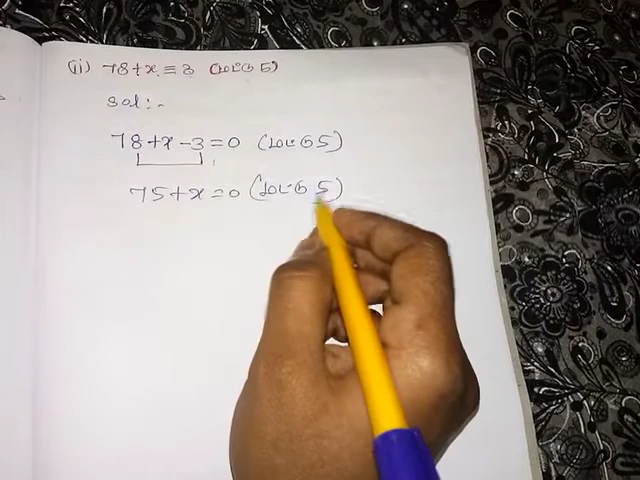 (ii) 78+x ≡ 3 (மட்டு 5)
Sol:-
78+x-3=0 (மட்டு 5)
75+x=0 (மட்டு 5)